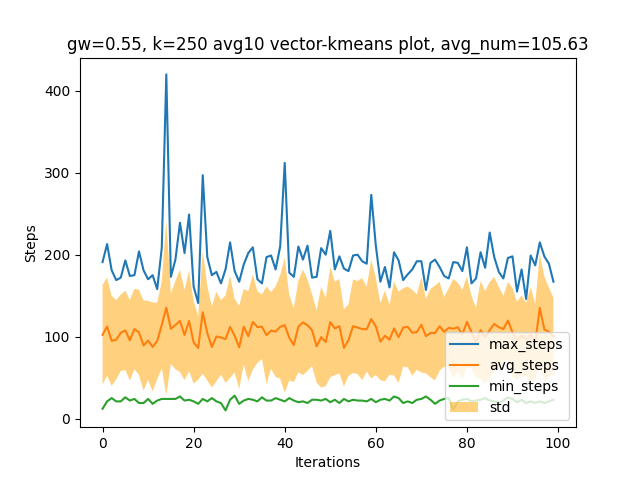 gw=0.55, k=250 avg10 vector-kmeans plot, avg_num=105.63
400
300
200
100
0
Steps
max_steps
avg_steps
min_steps
std
0
20
40
60
80
100
Iterations